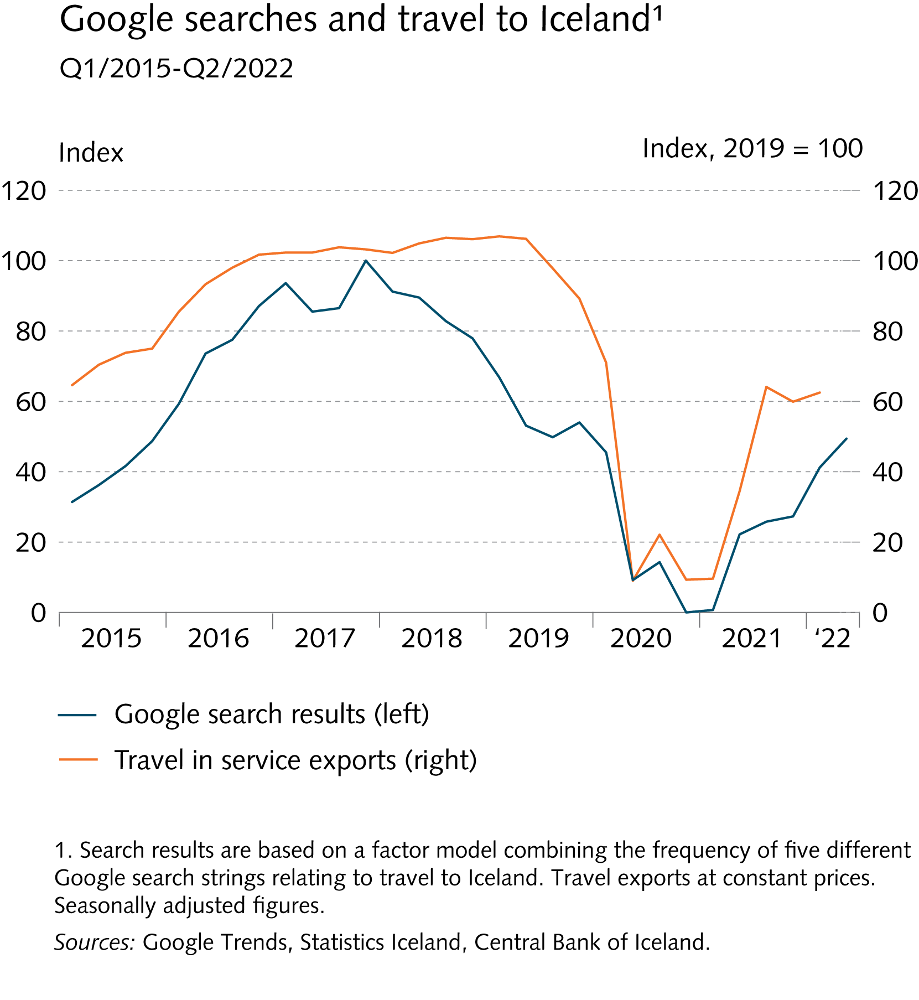 Google searches and travel to Iceland¹
Q1/2015-Q2/2022
Index
Index, 2019 = 100
120 120
100 100
80 80
60 60
40 40
20 20
0 0
2015 2016 2017 2018 2019 2020 2021 ‘22
Google search results (left)
Travel in service exports (right)
1. Search results are based on a factor model combining the frequency of five different
Google search strings relating to travel to Iceland. Travel exports at constant prices.
Seasonally adjusted figures.
Sources: Google Trends, Statistics Iceland, Central Bank of Iceland.